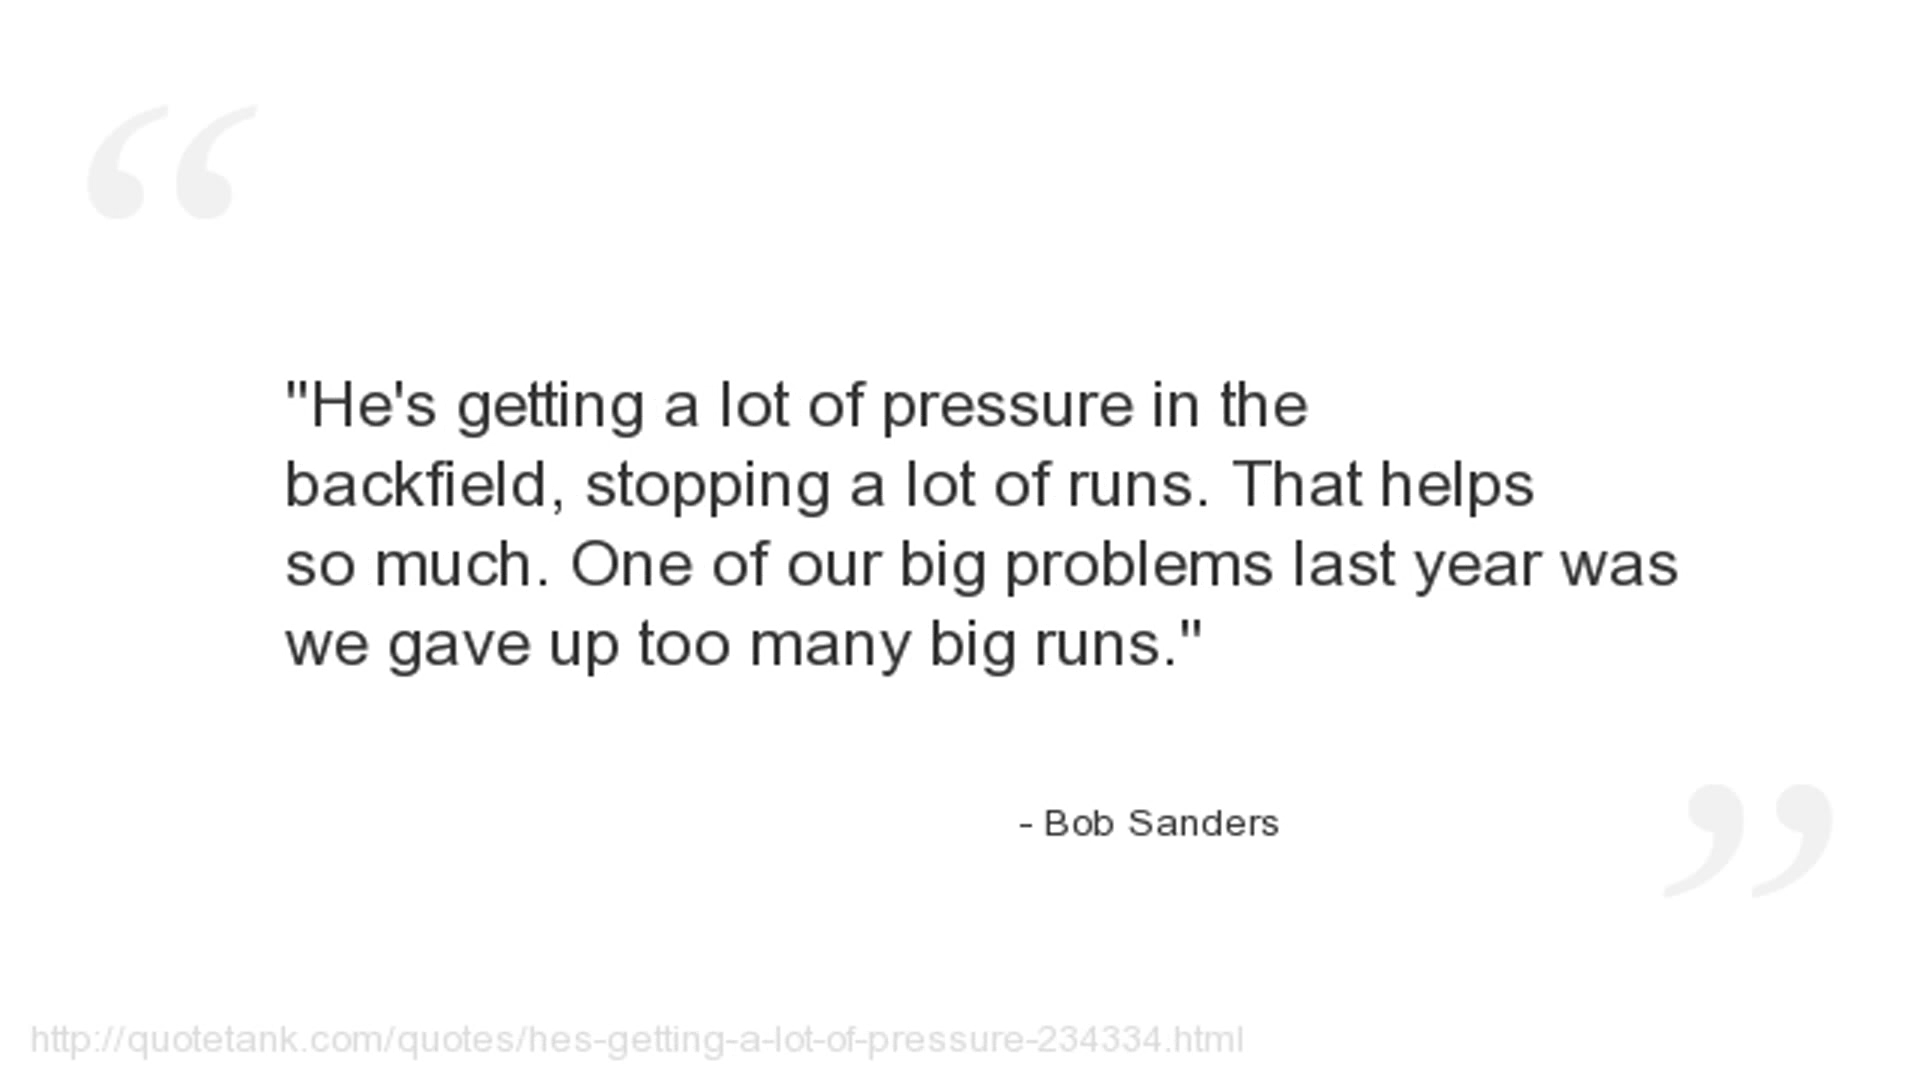 "He's getting a lot of pressure in the
backfield, stopping a lot of runs. That helps
so much. One of our big problems last year was
we gave up too many big runs."
- Bob Sanders
http://quotetank.com/quotes/hes-getting-a-lot-of-pressure-234334.html